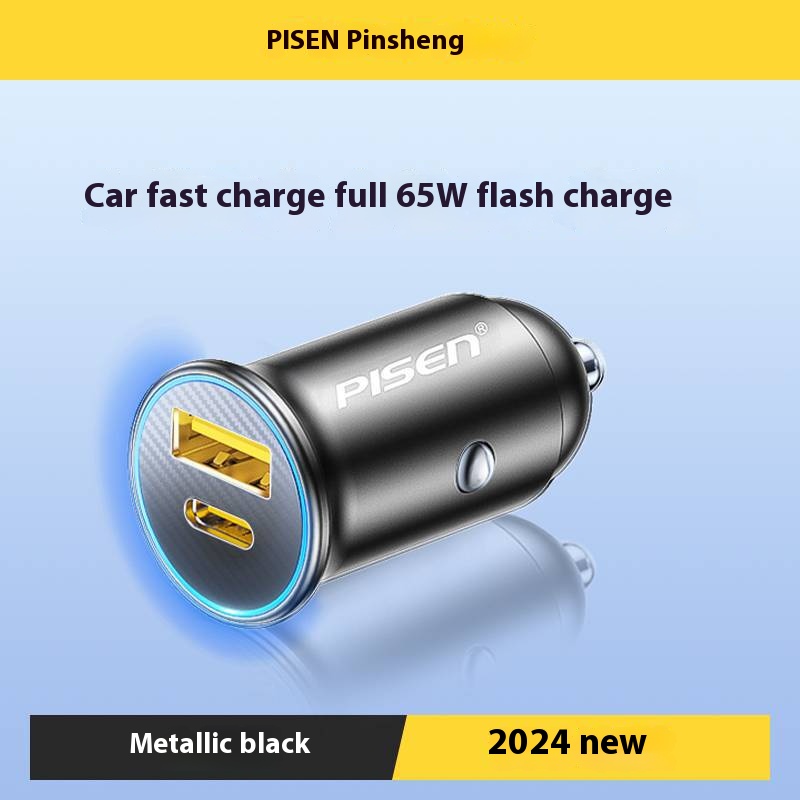 PISEN Pinsheng
Car fast charge full 65W flash charge
PISEN®
Metallic black
2024 new